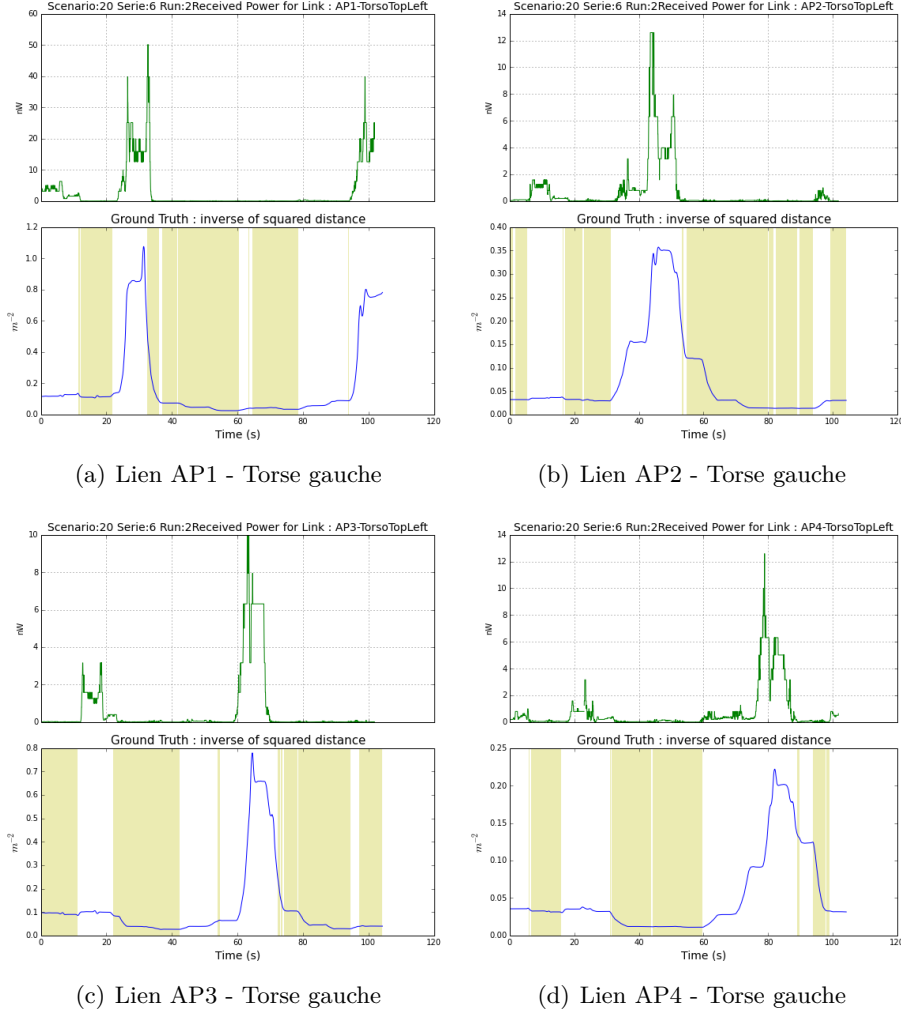 Scenario:20 Serie:6 Run:2Received Power for Link : AP1-TorsoTopLeft
60
50
40
30
20
10
0
nW
Ground Truth : inverse of squared distance
1.2
1.0
0.8
0.6
0.4
0.2
0.0
m⁻²
0 20 40 60 80 100 120
Time (s)
(a) Lien AP1 - Torse gauche
Scenario:20 Serie:6 Run:2Received Power for Link : AP2-TorsoTopLeft
14
12
10
8
6
4
2
0
nW
Ground Truth : inverse of squared distance
0.40
0.35
0.30
0.25
0.20
0.15
0.10
0.05
0.00
m⁻²
0 20 40 60 80 100 120
Time (s)
(b) Lien AP2 - Torse gauche
Scenario:20 Serie:6 Run:2Received Power for Link : AP3-TorsoTopLeft
10
8
6
4
2
0
nW
Ground Truth : inverse of squared distance
0.8
0.7
0.6
0.5
0.4
0.3
0.2
0.1
0.0
m⁻²
0 20 40 60 80 100 120
Time (s)
(c) Lien AP3 - Torse gauche
Scenario:20 Serie:6 Run:2Received Power for Link : AP4-TorsoTopLeft
14
12
10
8
6
4
2
0
nW
Ground Truth : inverse of squared distance
0.25
0.20
0.15
0.10
0.05
0.00
m⁻²
0 20 40 60 80 100 120
Time (s)
(d) Lien AP4 - Torse gauche